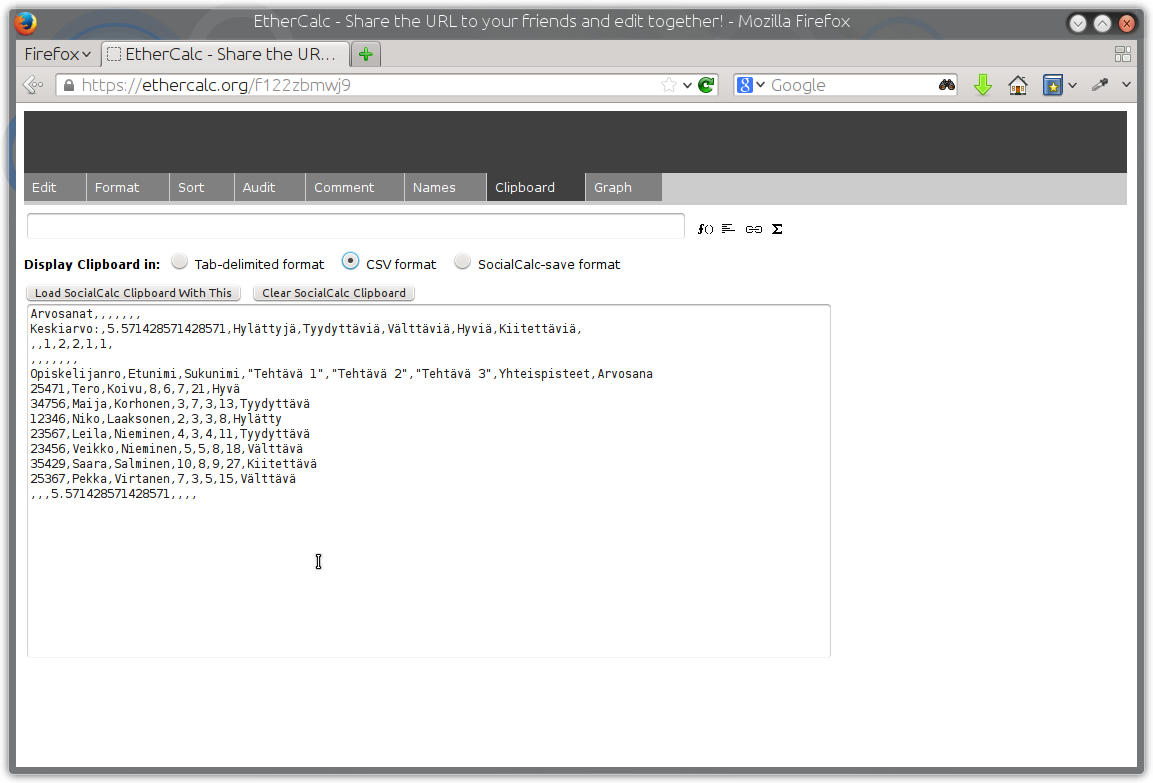 EtherCalc - Share the URL to your friends and edit together! - Mozilla Firefox
Firefox
EtherCalc - Share the UR...
https://ethercalc.org/f122zbmwj9
8 Google
Edit Format Sort Audit Comment Names Clipboard Graph
f() Σ
Display Clipboard in: Tab-delimited format CSV format SocialCalc-save format
Load SocialCalc Clipboard With This Clear SocialCalc Clipboard
Arvosanat,,,,,,,
Keskiarvo:,5.571428571428571,Hylättyjä,Tyydyttäviä,Välttäviä,Hyviä,Kiitettäviä,
,,1,2,2,1,1,
,,,,,,,
Opiskelijanro,Etunimi,Sukunimi,"Tehtävä 1","Tehtävä 2","Tehtävä 3",Yhteispisteet,Arvosana
25471,Tero,Koivu,8,6,7,21,Hyvä
34756,Maija,Korhonen,3,7,3,13,Tyydyttävä
12346,Niko,Laaksonen,2,3,3,8,Hylätty
23567,Leila,Nieminen,4,3,4,11,Tyydyttävä
23456,Veikko,Nieminen,5,5,8,18,Välttävä
35429,Saara,Salminen,10,8,9,27,Kiitettävä
25367,Pekka,Virtanen,7,3,5,15,Välttävä
,,,5.571428571428571,,,,